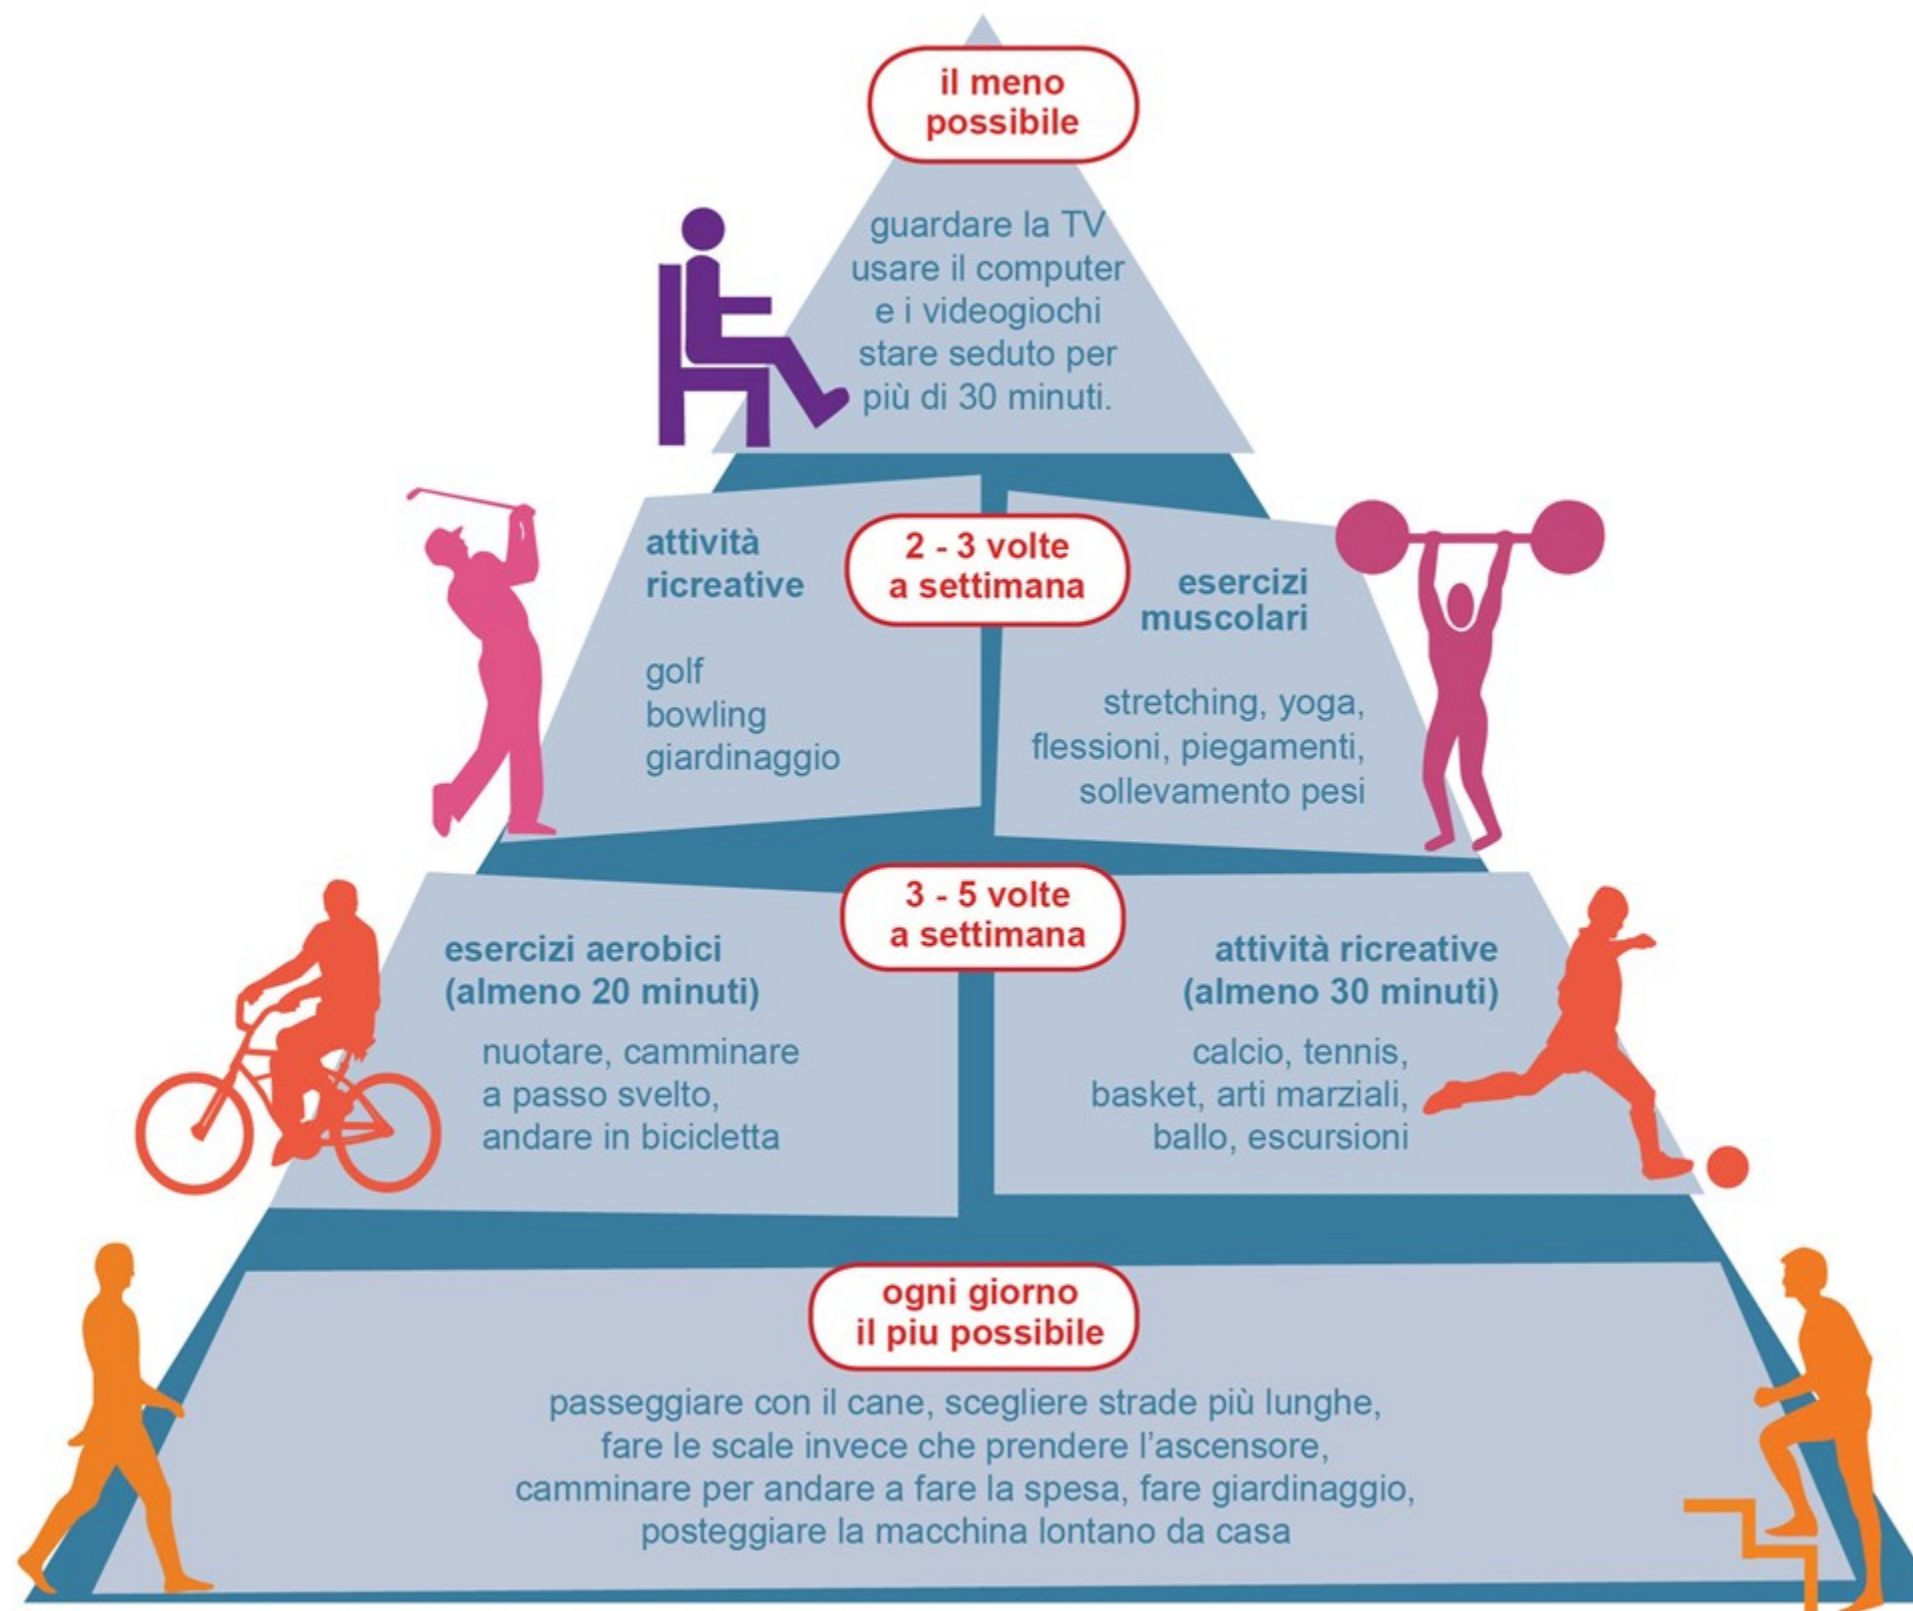 il meno
possibile
guardare la TV
usare il computer
e i videogiochi
stare seduto per
più di 30 minuti.
2 - 3 volte
a settimana
attività
ricreative
golf
bowling
giardinaggio
esercizi
muscolari
stretching, yoga,
flessioni, piegamenti,
sollevamento pesi
3 - 5 volte
a settimana
esercizi aerobici
(almeno 20 minuti)
nuotare, camminare
a passo svelto,
andare in bicicletta
attività ricreative
(almeno 30 minuti)
calcio, tennis,
basket, arti marziali,
ballo, escursioni
ogni giorno
il piu possibile
passeggiare con il cane, scegliere strade più lunghe,
fare le scale invece che prendere l'ascensore,
camminare per andare a fare la spesa, fare giardinaggio,
posteggiare la macchina lontano da casa